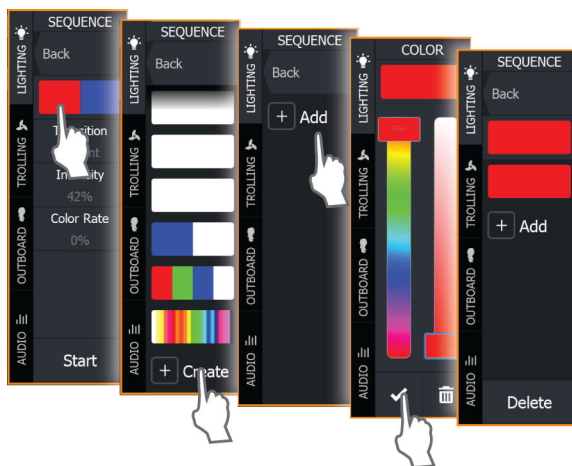 SEQUENCE
Back
LIGHTING
TROLLING
OUTBOARD
AUDIO
Intensity
42%
Color Rate
0%
Start
SEQUENCE
Back
LIGHTING
TROLLING
OUTBOARD
AUDIO
+ Create
SEQUENCE
Back
LIGHTING
TROLLING
OUTBOARD
AUDIO
+ Add
COLOR
LIGHTING
TROLLING
OUTBOARD
AUDIO
SEQUENCE
Back
LIGHTING
TROLLING
OUTBOARD
AUDIO
+ Add
Delete